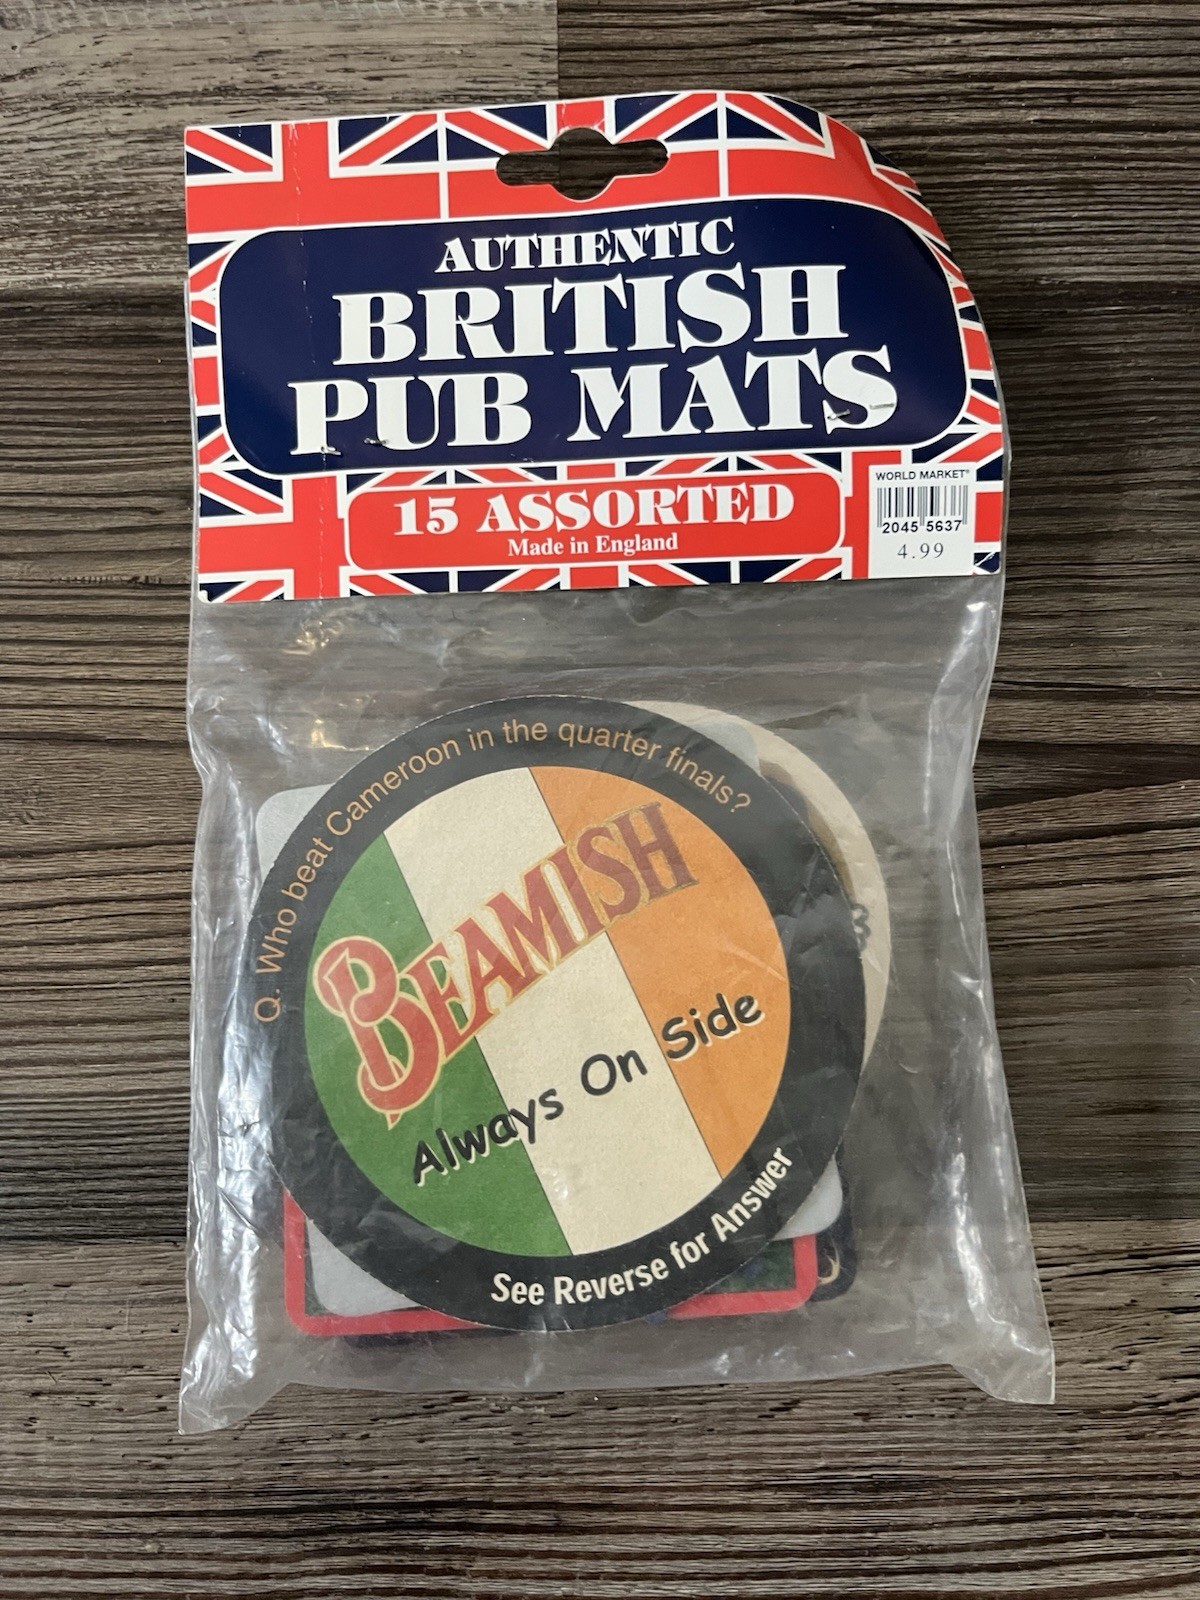 AUTHENTIC
BRITISH
PUB MATS
15 ASSORTED
Made in England
WORLD MARKET®
2045 5637
4.99
Q. Who beat Cameroon in the quarter finals?
BEAMISH
Always On Side
See Reverse for Answer